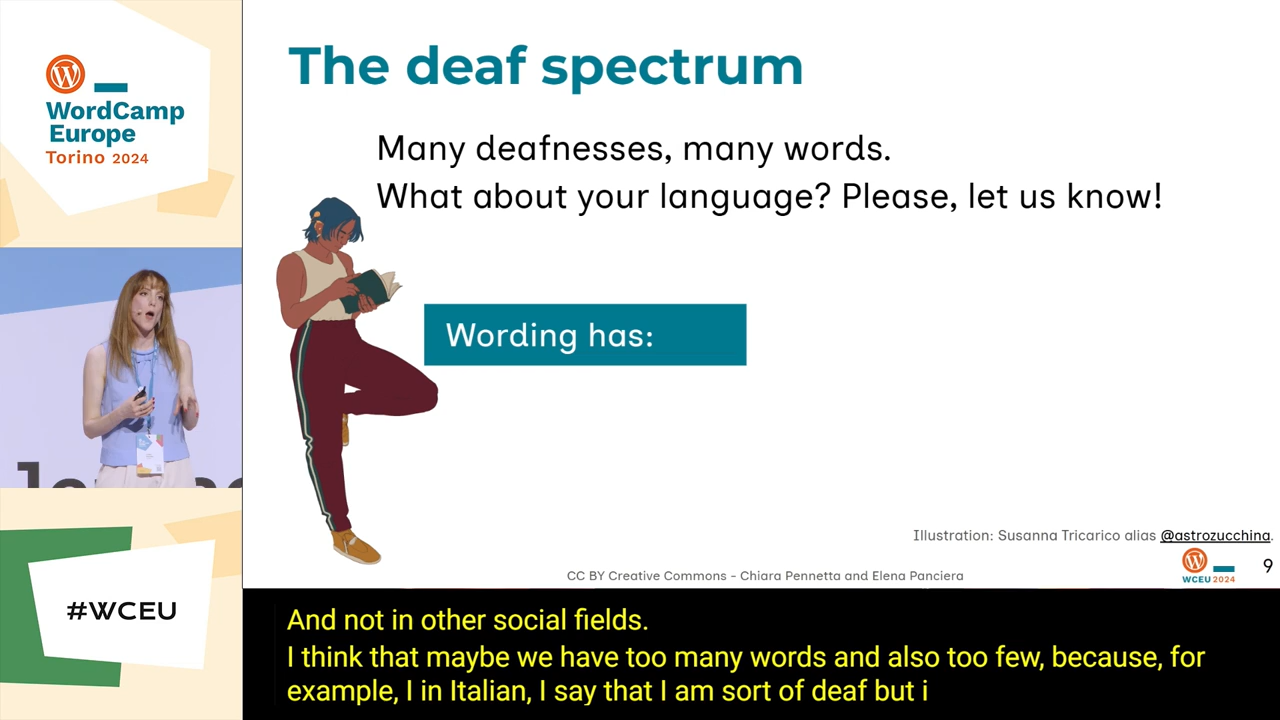 WordCamp
Europe
Torino 2024
#WCEU
The deaf spectrum
Many deafnesses, many words.
What about your language? Please, let us know!
Wording has:
Illustration: Susanna Tricarico alias @astrozucchina.
CC BY Creative Commons - Chiara Pennetta and Elena Panciera
WCEU 2024
9
And not in other social fields.
I think that maybe we have too many words and also too few, because, for
example, I in Italian, I say that I am sort of deaf but i